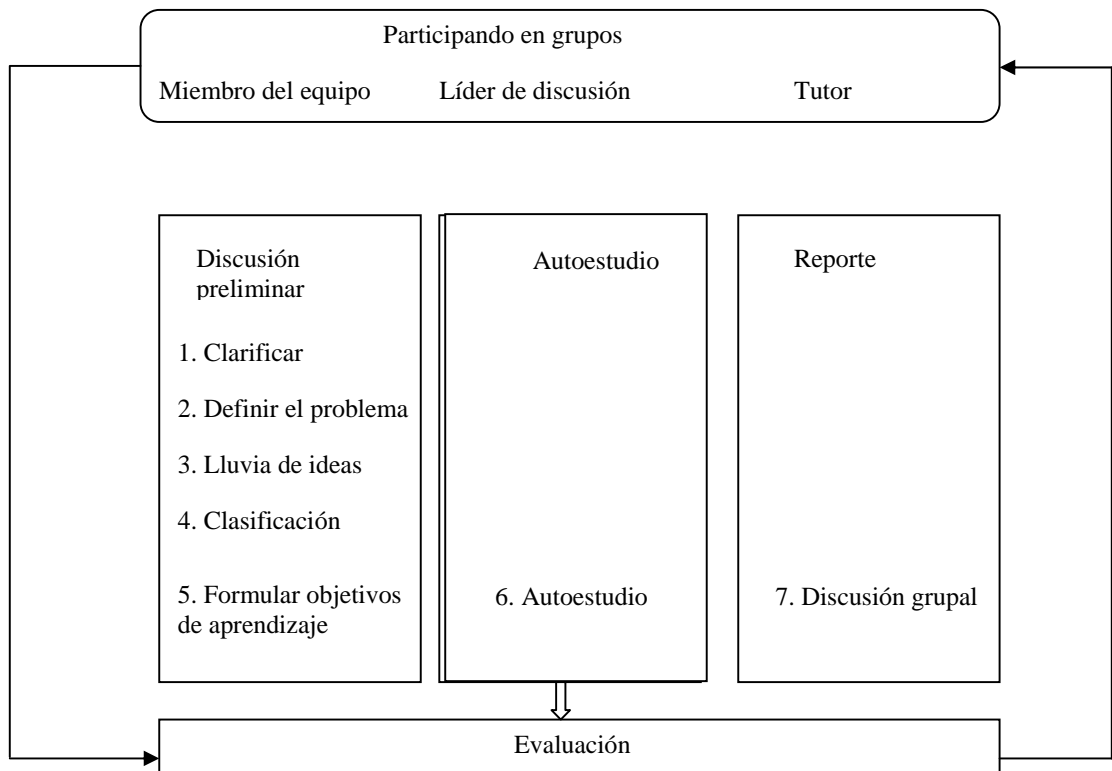 Participando en grupos
Miembro del equipo Líder de discusión Tutor
Discusión
preliminar
1. Clarificar
2. Definir el problema
3. Lluvia de ideas
4. Clasificación
5. Formular objetivos
de aprendizaje
Autoestudio
6. Autoestudio
Reporte
7. Discusión grupal
Evaluación